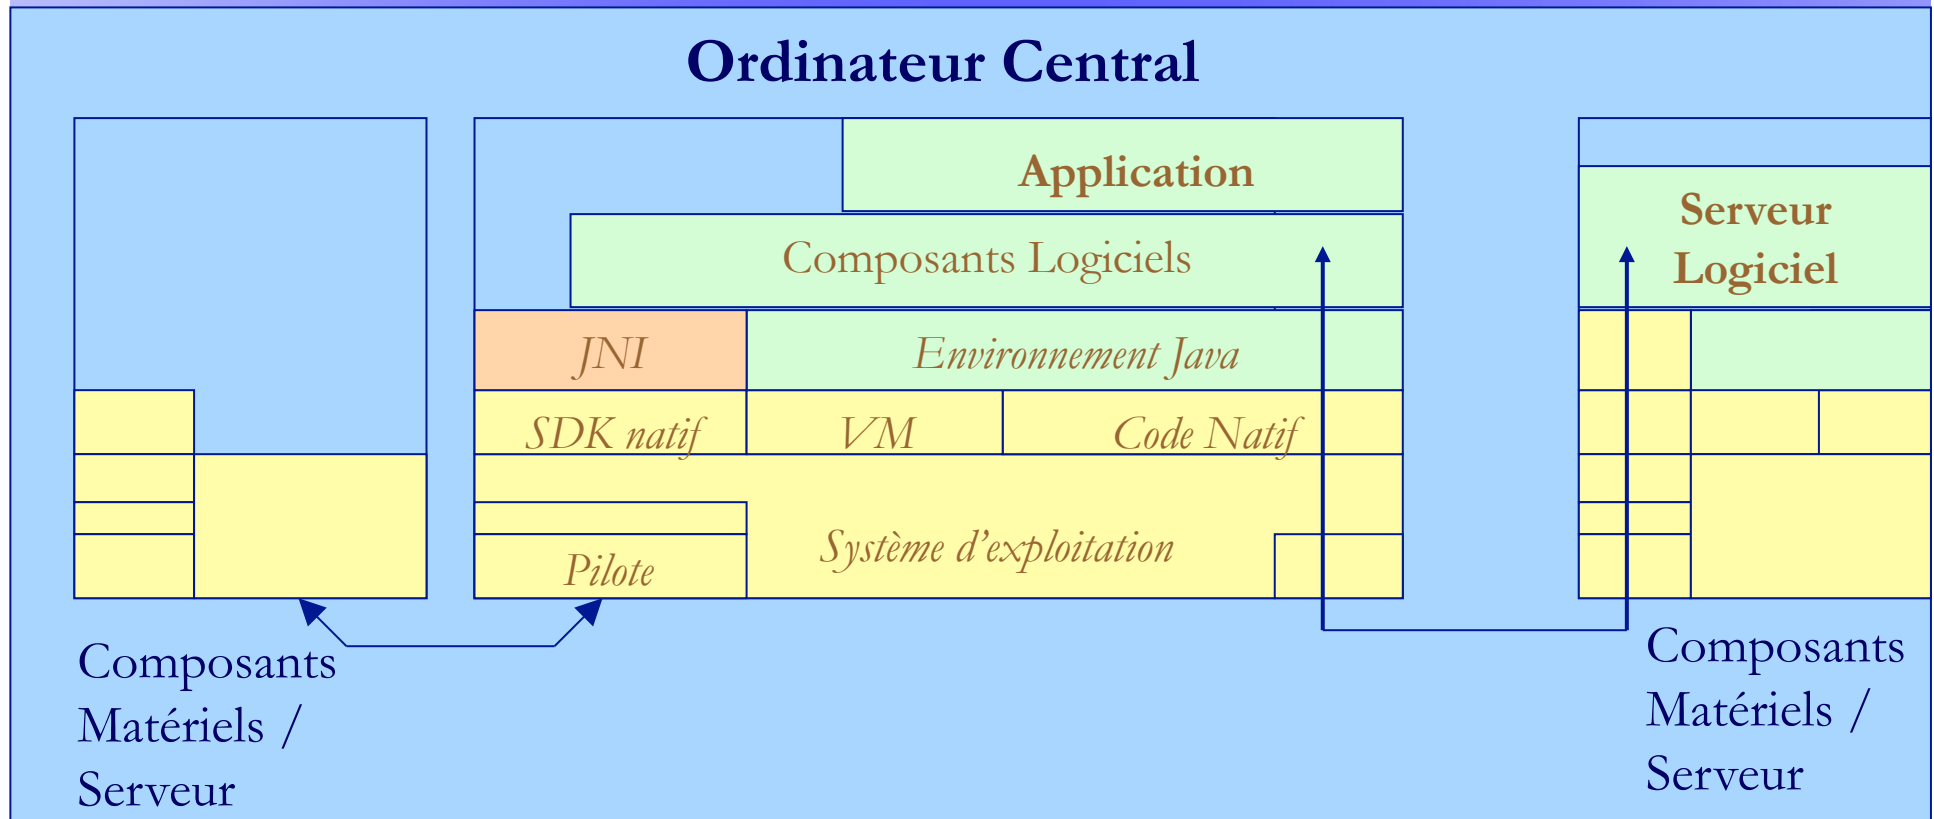 Ordinateur Central
Application
Serveur
Logiciel
Composants Logiciels
JNI
Environnement Java
SDK natif
VM
Code Natif
Système d’exploitation
Pilote
Composants
Matériels /
Serveur
Composants
Matériels /
Serveur